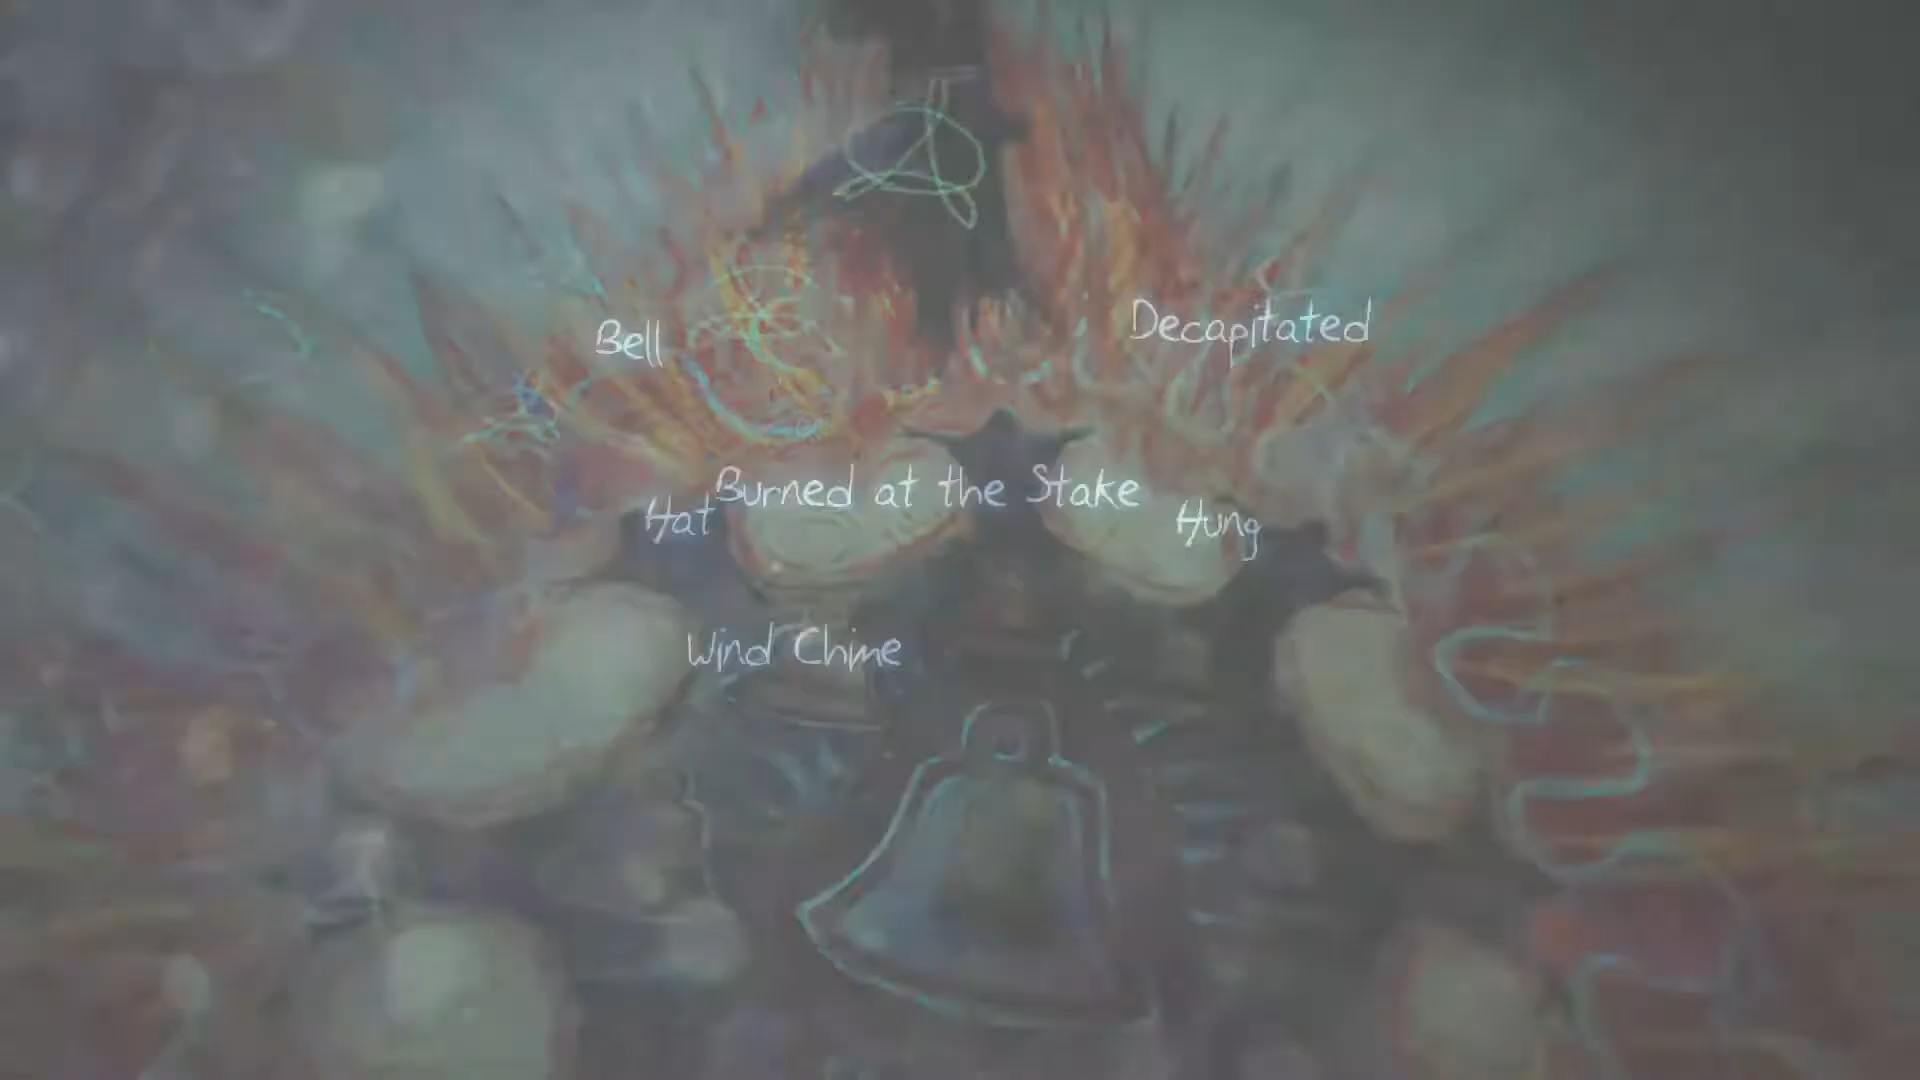 Bell
Decapitated
Burned at the Stake
Hat
Hung
Wind Chime